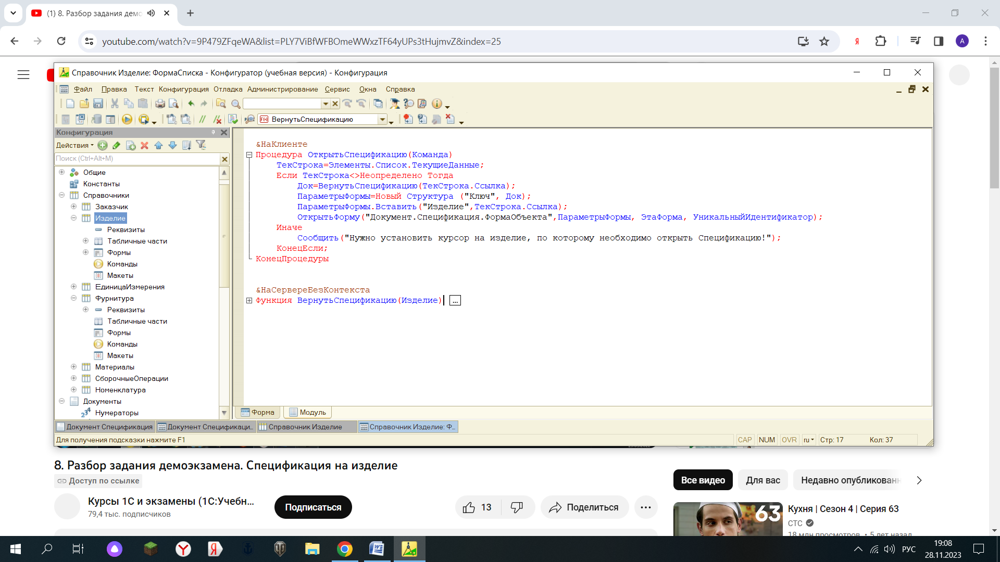 (1) 8. Разбор задания демо
youtube.com/watch?v=9P479ZFqeWA&list=PLY7ViBfWFBOmeWWxzTF64yUPs3tHujmvZ&index=25
Я
A
Справочник Изделие: ФормаСписка - Конфигуратор (учебная версия) - Конфигурация
Файл Правка Текст Конфигурация Отладка Администрирование Сервис Окна Справка
ВернутьСпецификацию
Конфигурация
Действия
Поиск (Ctrl+Alt+M)
Общие
Константы
Справочники
Заказчик
Изделие
Реквизиты
Табличные части
Формы
Команды
Макеты
ЕдиницаИзмерения
Фурнитура
Реквизиты
Табличные части
Формы
Команды
Макеты
Материалы
СборочныеОперации
Номенклатура
Документы
Нумераторы
&НаКлиенте
Процедура ОткрытьСпецификацию(Команда)
ТекСтрока=Элементы.Список.ТекущиеДанные;
Если ТекСтрока<>Неопределено Тогда
Док=ВернутьСпецификацию(ТекСтрока.Ссылка);
ПараметрыФормы=Новый Структура ("Ключ", Док);
ПараметрыФормы.Вставить("Изделие",ТекСтрока.Ссылка);
ОткрытьФорму("Документ.Спецификация.ФормаОбъекта",ПараметрыФормы, ЭтаФорма, УникальныйИдентификатор);
Иначе
Сообщить("Нужно установить курсор на изделие, по которому необходимо открыть Спецификацию!");
КонецЕсли;
КонецПроцедуры
&НаСервереБезКонтекста
Функция ВернутьСпецификацию(Изделие) ...
Форма Модуль
Документ Спецификация Документ Спецификаци... Справочник Изделие Справочник Изделие: Ф...
Для получения подсказки нажмите F1 CAP NUM OVR ru Стр: 17 Кол: 37
8. Разбор задания демоэкзамена. Спецификация на изделие
Доступ по ссылке
Курсы 1С и экзамены (1С:Учебн...
79,4 тыс. подписчиков
Подписаться
13
Поделиться
Все видео Для вас Недавно опубликованн
63
Кухня | Сезон 4 | Серия 63
СТС
18 млн просмотров • 5 лет назад
РУС
19:08
28.11.2023